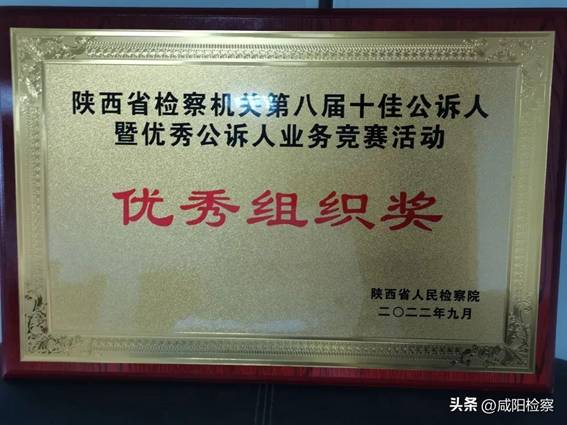 陕西省检察机关第八届十佳公诉人
暨优秀公诉人业务竞赛活动
优秀组织奖
陕西省人民检察院
二〇二二年九月
头条 @咸阳检察